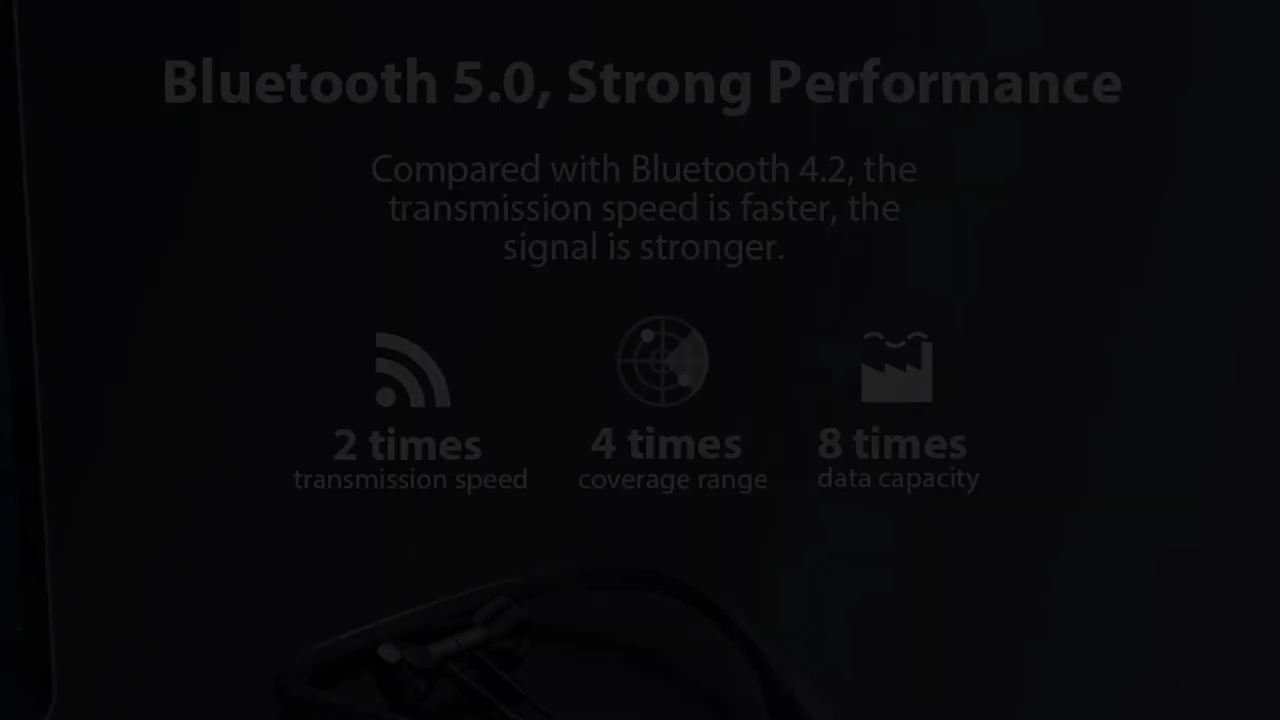 Bluetooth 5.0, Strong Performance
Compared with Bluetooth 4.2, the
transmission speed is faster, the
signal is stronger.
2 times
transmission speed
4 times
coverage range
8 times
data capacity